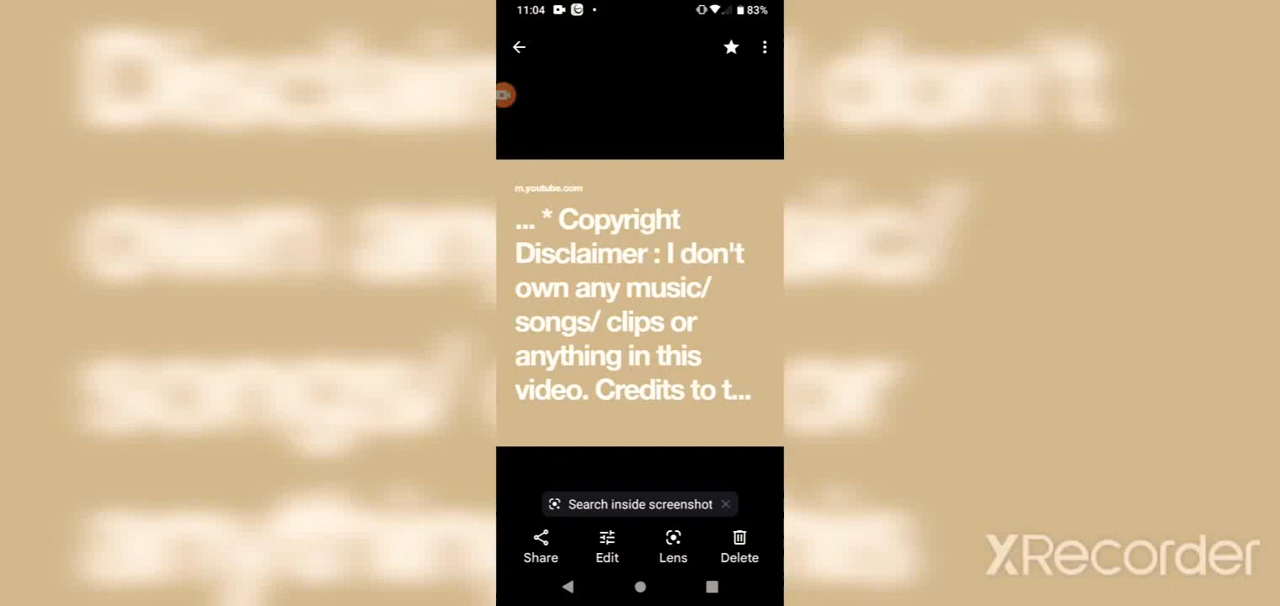 11:04
83%
m.youtube.com
... * Copyright
Disclaimer : I don't
own any music/
songs/ clips or
anything in this
video. Credits to t...
Search inside screenshot
Share Edit Lens Delete
XRecorder